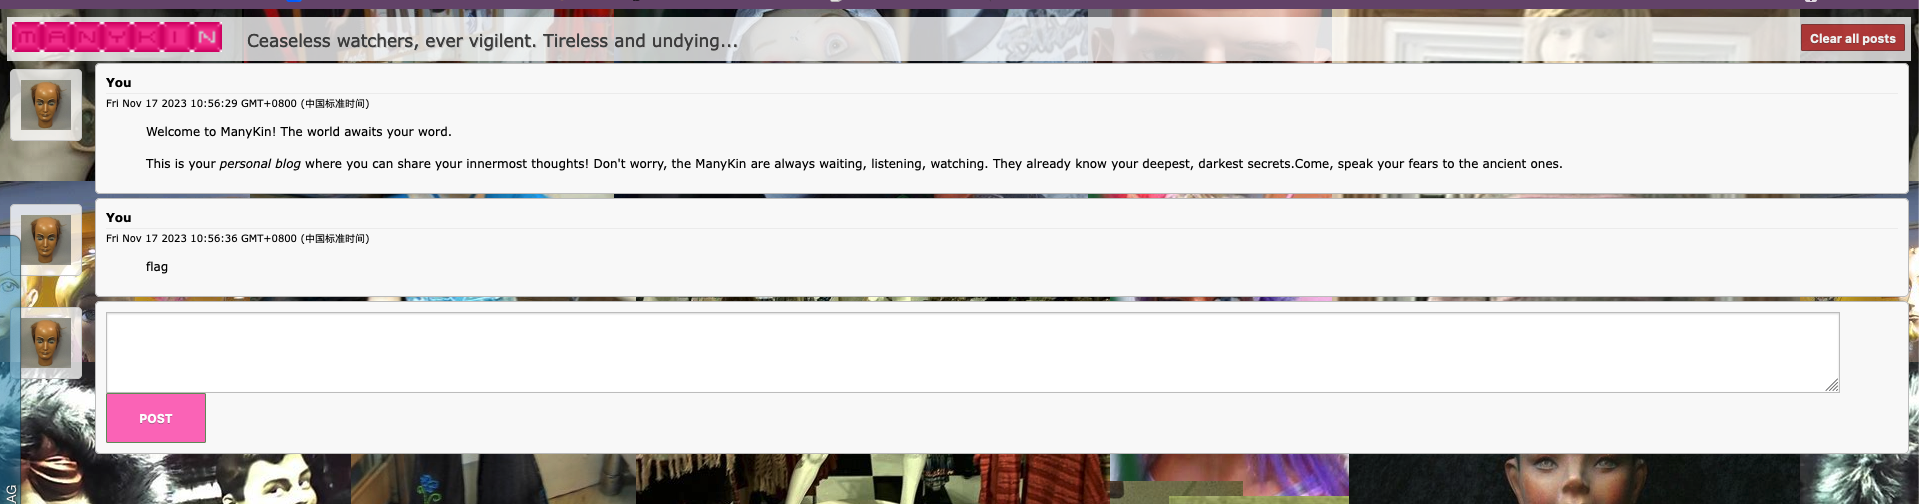 MANYKIN
Ceaseless watchers, ever vigilent. Tireless and undying...
Clear all posts
You
Fri Nov 17 2023 10:56:29 GMT+0800 (中国标准时间)
Welcome to ManyKin! The world awaits your word.
This is your personal blog where you can share your innermost thoughts! Don't worry, the ManyKin are always waiting, listening, watching. They already know your deepest, darkest secrets.Come, speak your fears to the ancient ones.
You
Fri Nov 17 2023 10:56:36 GMT+0800 (中国标准时间)
flag
POST
AG